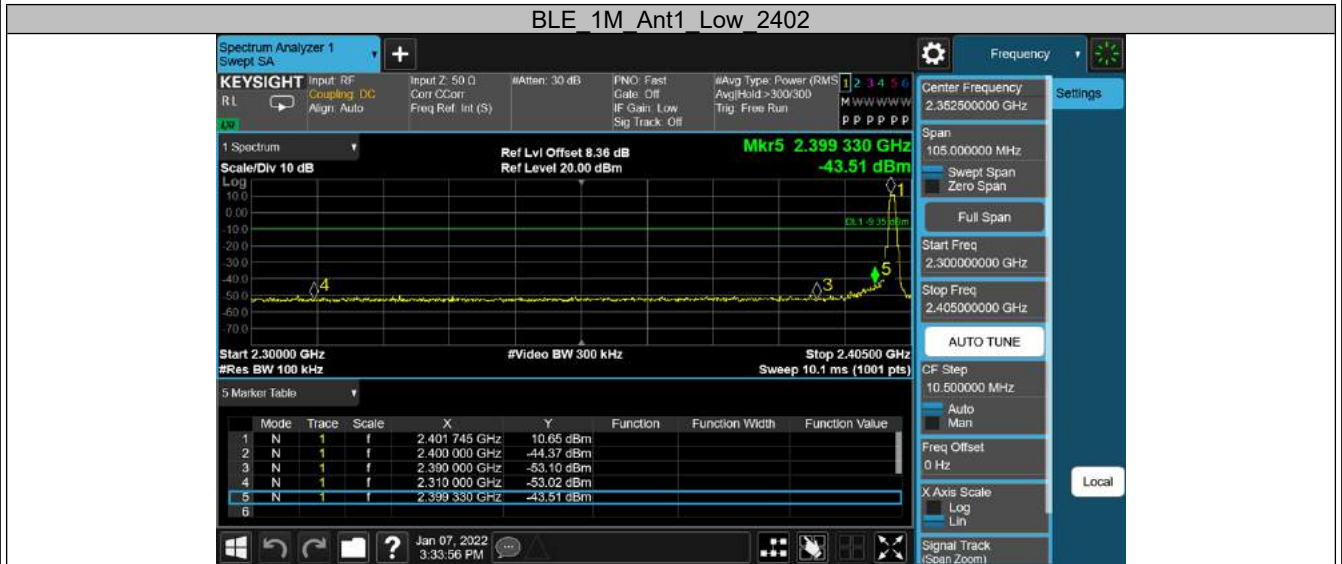 BLE_1M_Ant1_Low_2402
Spectrum Analyzer 1
Swept SA
+
Frequency
KEYSIGHT
RL
LXI
Input: RF
Coupling: DC
Align: Auto
Input Z: 50 Ω
Corr CCorr
Freq Ref: Int (S)
#Atten: 30 dB
PNO: Fast
Gate: Off
IF Gain: Low
Sig Track: Off
#Avg Type: Power (RMS
Avg|Hold:>300/300
Trig: Free Run
1 2 3 4 5 6
M W W W W W
P P P P P P
Center Frequency
2.352500000 GHz
Settings
Span
105.000000 MHz
Swept Span
Zero Span
Full Span
Start Freq
2.300000000 GHz
Stop Freq
2.405000000 GHz
AUTO TUNE
CF Step
10.500000 MHz
Auto
Man
Freq Offset
0 Hz
X Axis Scale
Log
Lin
Signal Track
(Span Zoom)
Local
1 Spectrum
Scale/Div 10 dB
Log
Ref Lvl Offset 8.36 dB
Ref Level 20.00 dBm
Mkr5 2.399 330 GHz
-43.51 dBm
10.0
0.00
-10.0
-20.0
-30.0
-40.0
-50.0
-60.0
-70.0
DL1 -9.35 dBm
1
4
3
5
Start 2.30000 GHz
#Res BW 100 kHz
#Video BW 300 kHz
Stop 2.40500 GHz
Sweep 10.1 ms (1001 pts)
5 Marker Table
Mode Trace Scale X Y Function Function Width Function Value
1 N 1 f 2.401 745 GHz 10.65 dBm
2 N 1 f 2.400 000 GHz -44.37 dBm
3 N 1 f 2.390 000 GHz -53.10 dBm
4 N 1 f 2.310 000 GHz -53.02 dBm
5 N 1 f 2.399 330 GHz -43.51 dBm
6
?
Jan 07, 2022
3:33:56 PM